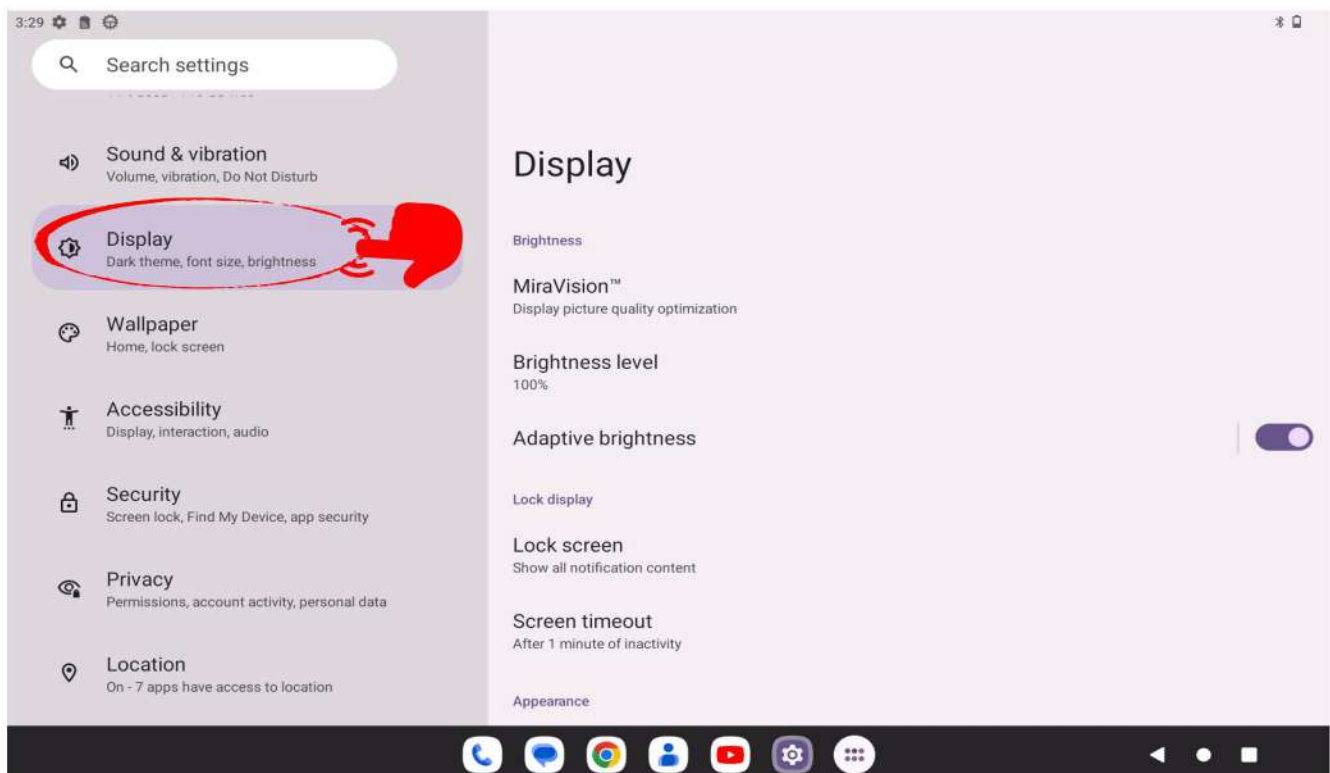 3:29
Search settings
Sound & vibration
Volume, vibration, Do Not Disturb
Display
Dark theme, font size, brightness
Wallpaper
Home, lock screen
Accessibility
Display, interaction, audio
Security
Screen lock, Find My Device, app security
Privacy
Permissions, account activity, personal data
Location
On - 7 apps have access to location
Display
Brightness
MiraVision™
Display picture quality optimization
Brightness level
100%
Adaptive brightness
Lock display
Lock screen
Show all notification content
Screen timeout
After 1 minute of inactivity
Appearance